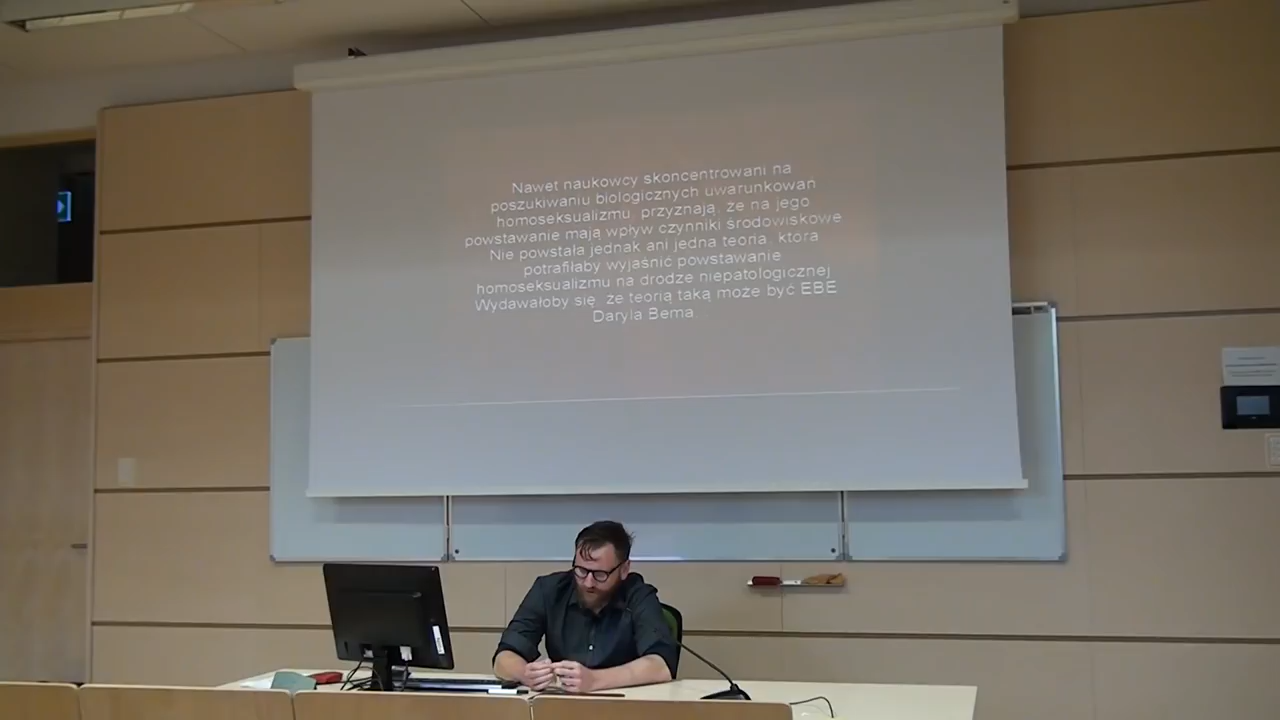 Nawet naukowcy skoncentrowani na
poszukiwaniu biologicznych uwarunkowań
homoseksualizmu, przyznają, że na jego
powstawanie mają wpływ czynniki środowiskowe
Nie powstała jednak ani jedna teoria, która
potrafiłaby wyjaśnić powstawanie
homoseksualizmu na drodze niepatologicznej
Wydawałoby się, że teorią taką może być EBE
Daryla Bema.